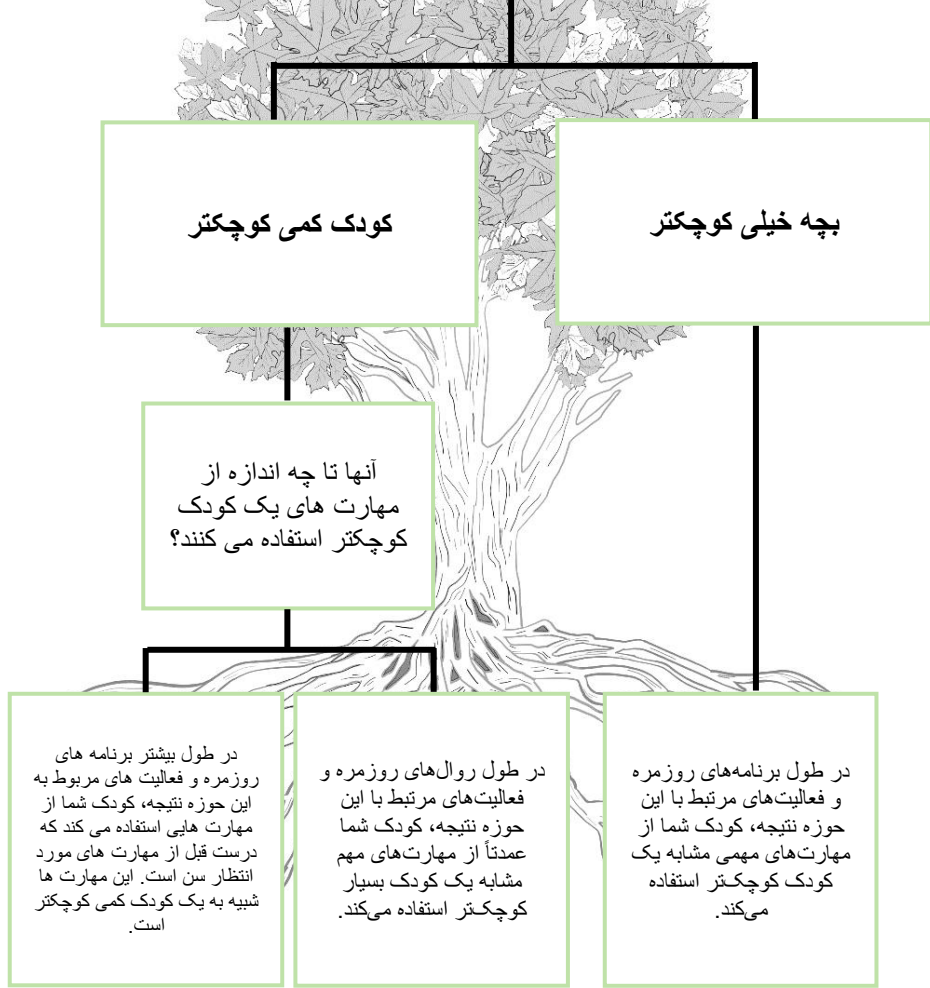 بچه خیلی کوچکتر
کودک کمی کوچکتر
آنها تا چه اندازه از
مهارت های یک کودک
کوچکتر استفاده می کنند؟
در طول برنامه‌های روزمره
و فعالیت‌های مرتبط با این
حوزه نتیجه، کودک شما از
مهارت‌های مهمی مشابه یک
کودک کوچک‌تر استفاده
می‌کند.
در طول روال‌های روزمره و
فعالیت‌های مرتبط با این
حوزه نتیجه، کودک شما
عمدتاً از مهارت‌های مهم
مشابه یک کودک بسیار
کوچک‌تر استفاده می‌کند.
در طول بیشتر برنامه های
روزمره و فعالیت های مربوط به
این حوزه نتیجه، کودک شما از
مهارت هایی استفاده می کند که
درست قبل از مهارت های مورد
انتظار سن است. این مهارت ها
شبیه به یک کودک کمی کوچکتر
است.